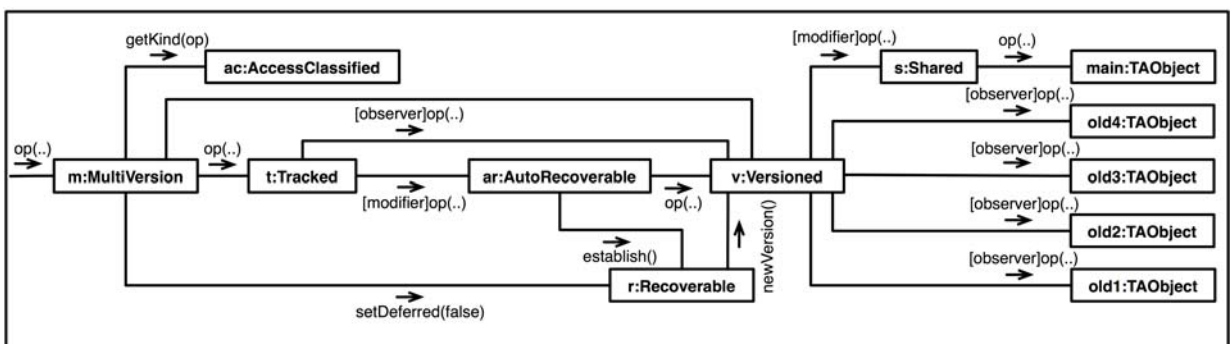 getKind(op)
ac:AccessClassified
[modifier]op(..)
s:Shared
op(..)
main:TAObject
[observer]op(..)
old4:TAObject
[observer]op(..)
op(..)
m:MultiVersion
op(..)
t:Tracked
[modifier]op(..)
ar:AutoRecoverable
op(..)
v:Versioned
[observer]op(..)
old3:TAObject
[observer]op(..)
old2:TAObject
establish()
newVersion()
r:Recoverable
setDeferred(false)
[observer]op(..)
old1:TAObject